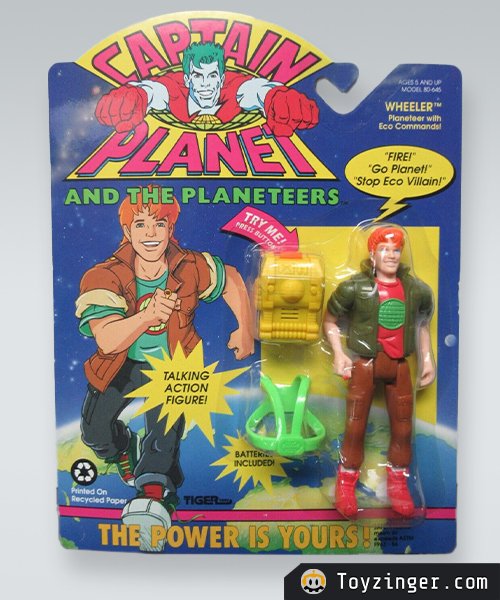 CAPTAIN
PLANET
AND THE PLANETEERS™
AGES 5 AND UP
MODEL 80-645
WHEELER™
Planeteer with
Eco Commands!
"FIRE!"
"Go Planet!"
"Stop Eco Villain!"
TRY ME!
PRESS BUTTON
TALKING
ACTION
FIGURE!
BATTERIES
INCLUDED!
Printed On
Recycled Paper
TIGER
THE POWER IS YOURS!
Toyzinger.com